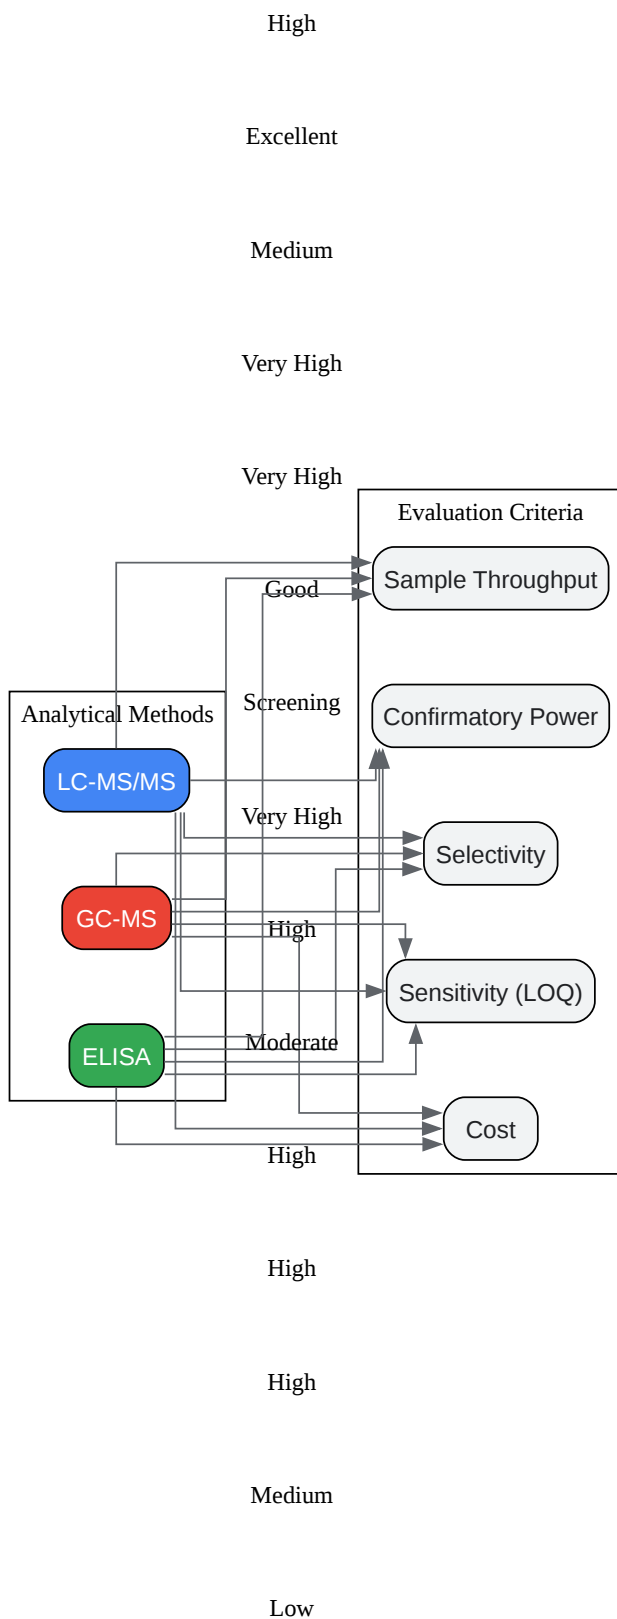 High
Excellent
Medium
Very High
Very High
Evaluation Criteria
Sample Throughput
Good
Screening
Analytical Methods
Confirmatory Power
LC-MS/MS
Very High
Selectivity
GC-MS
High
Sensitivity (LOQ)
Moderate
ELISA
Cost
High
High
High
Medium
Low